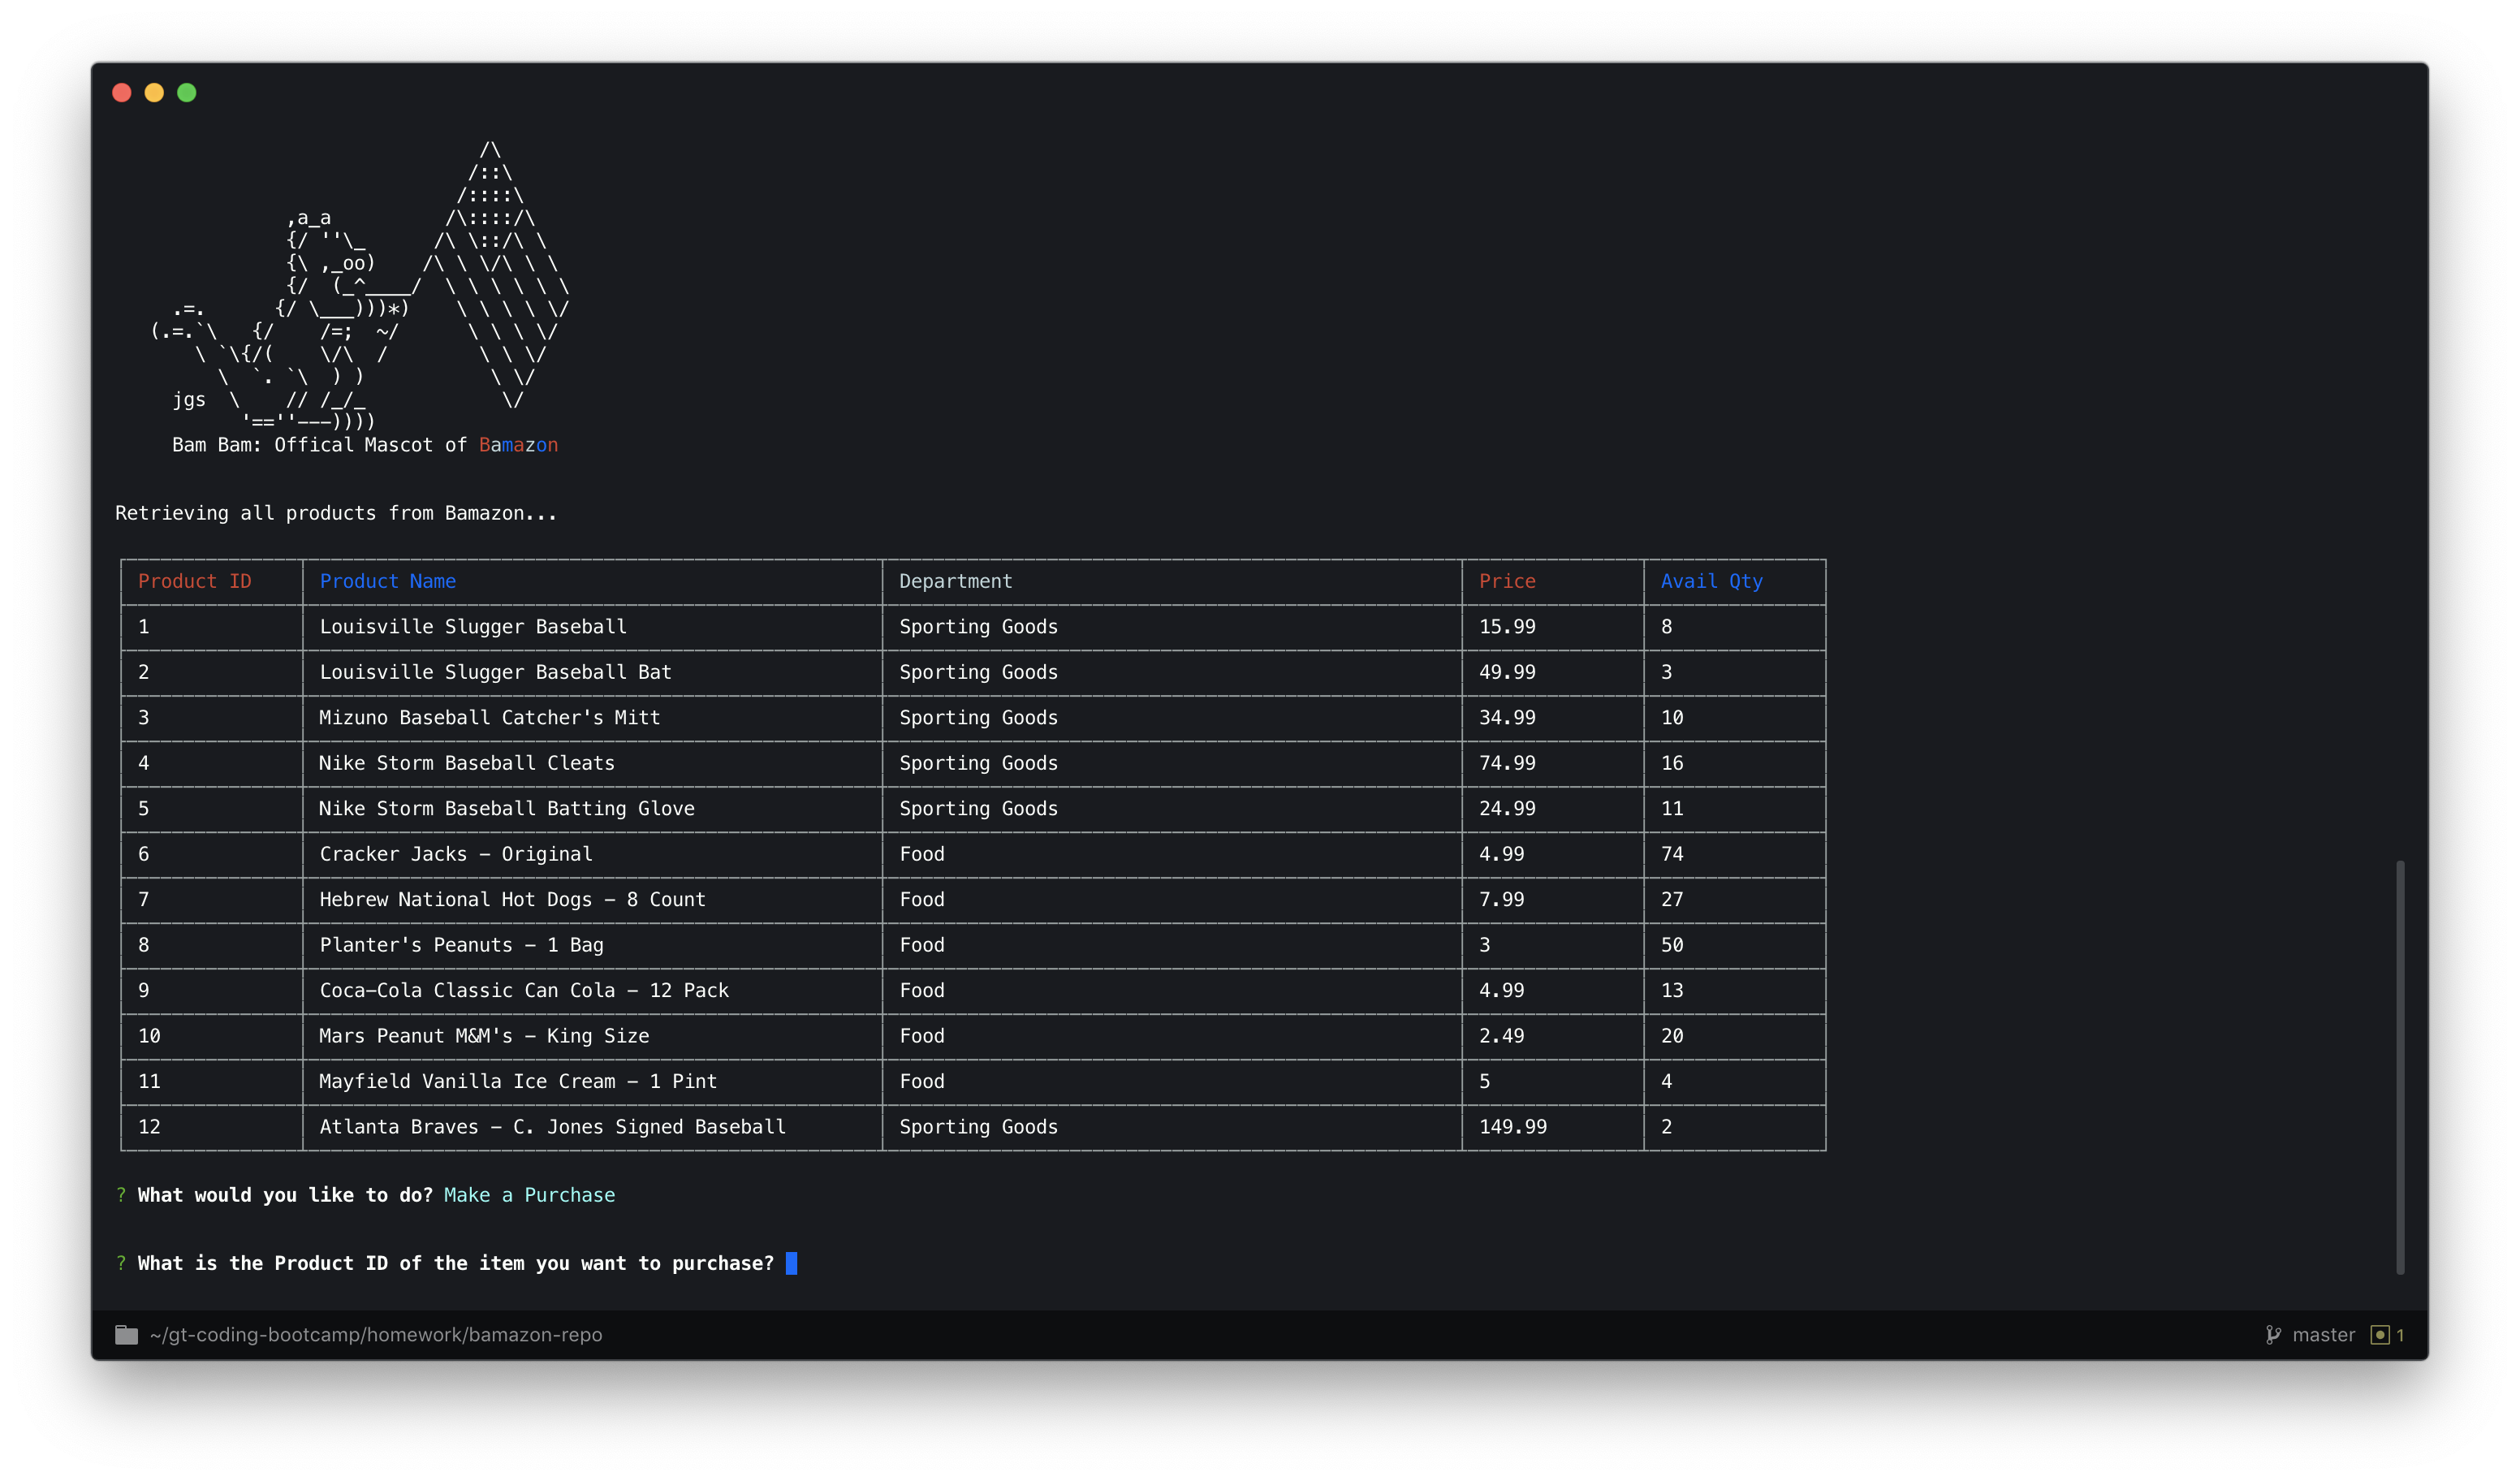 /\
                               /::\
                              /::::\
               ,a_a          /\::::/\
               {/ ''\_      /\ \::/\ \
               {\ ,_oo)    /\ \ \/\ \ \
               {/  (_^____/  \ \ \ \ \ \
     .=.      {/ \___)))*)    \ \ \ \ \/
   (.=.`\   {/    /=;  ~/      \ \ \ \/
       \ `\{/(    \/\  /        \ \ \/
         \  `. `\  ) )           \ \/
     jgs  \    // /_/_            \/
           '==''---))))
Bam Bam: Offical Mascot of Bamazon
Retrieving all products from Bamazon...
Product ID Product Name Department Price Avail Qty
1 Louisville Slugger Baseball Sporting Goods 15.99 8
2 Louisville Slugger Baseball Bat Sporting Goods 49.99 3
3 Mizuno Baseball Catcher's Mitt Sporting Goods 34.99 10
4 Nike Storm Baseball Cleats Sporting Goods 74.99 16
5 Nike Storm Baseball Batting Glove Sporting Goods 24.99 11
6 Cracker Jacks - Original Food 4.99 74
7 Hebrew National Hot Dogs - 8 Count Food 7.99 27
8 Planter's Peanuts - 1 Bag Food 3 50
9 Coca-Cola Classic Can Cola - 12 Pack Food 4.99 13
10 Mars Peanut M&M's - King Size Food 2.49 20
11 Mayfield Vanilla Ice Cream - 1 Pint Food 5 4
12 Atlanta Braves - C. Jones Signed Baseball Sporting Goods 149.99 2
? What would you like to do? Make a Purchase
? What is the Product ID of the item you want to purchase?
~/gt-coding-bootcamp/homework/bamazon-repo master 1